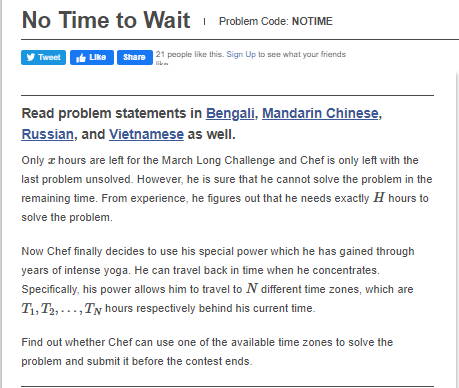 No Time to Wait | Problem Code: NOTIME
Tweet Like Share 21 people like this. Sign Up to see what your friends
like.
Read problem statements in Bengali, Mandarin Chinese,
Russian, and Vietnamese as well.
Only x hours are left for the March Long Challenge and Chef is only left with the
last problem unsolved. However, he is sure that he cannot solve the problem in the
remaining time. From experience, he figures out that he needs exactly H hours to
solve the problem.
Now Chef finally decides to use his special power which he has gained through
years of intense yoga. He can travel back in time when he concentrates.
Specifically, his power allows him to travel to N different time zones, which are
T₁, T₂, . . . , T_N hours respectively behind his current time.
Find out whether Chef can use one of the available time zones to solve the
problem and submit it before the contest ends.